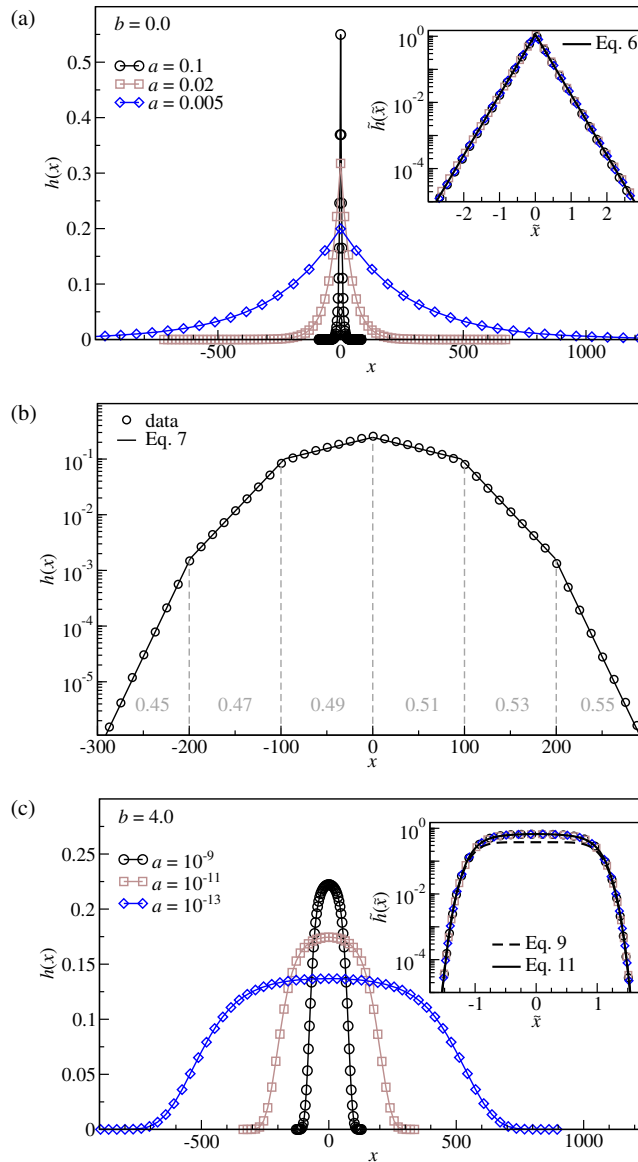 (a)
b = 0.0
a = 0.1
a = 0.02
a = 0.005
h(x)
0.5
0.4
0.3
0.2
0.1
0
-500
0
500
1000
x
Eq. 6
h̃(x̃)
10^0
10^-2
10^-4
-2
-1
0
1
2
x̃
(b)
data
Eq. 7
h(x)
10^-1
10^-2
10^-3
10^-4
10^-5
0.45
0.47
0.49
0.51
0.53
0.55
-300
-200
-100
0
100
200
x
(c)
b = 4.0
a = 10^-9
a = 10^-11
a = 10^-13
h(x)
0.25
0.2
0.15
0.1
0.05
0
-500
0
500
1000
x
h̃(x̃)
10^0
10^-2
10^-4
Eq. 9
Eq. 11
-1
0
1
x̃